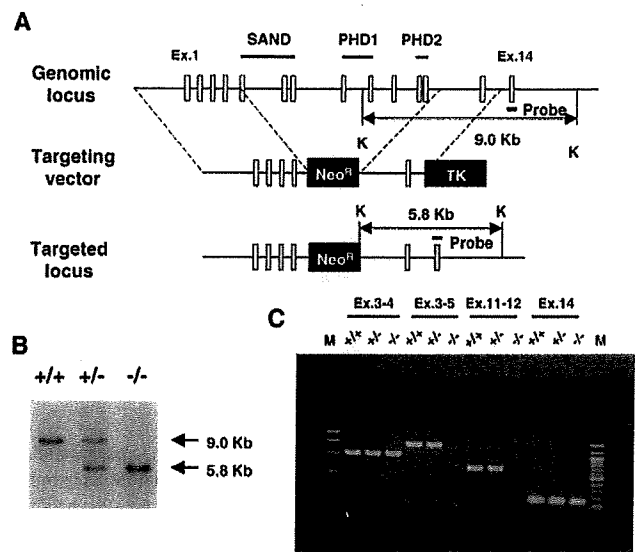 A
SAND PHD1 PHD2
Ex.1 Ex.14
Genomic locus
Probe
K 9.0 Kb K
Targeting vector
NeoR TK
K 5.8 Kb K
Probe
Targeted locus
NeoR
B
+/+ +/- -/-
9.0 Kb
5.8 Kb
C
Ex.3-4 Ex.3-5 Ex.11-12 Ex.14
M +/+ +/- -/- +/+ +/- -/- +/+ +/- -/- +/+ +/- -/- M